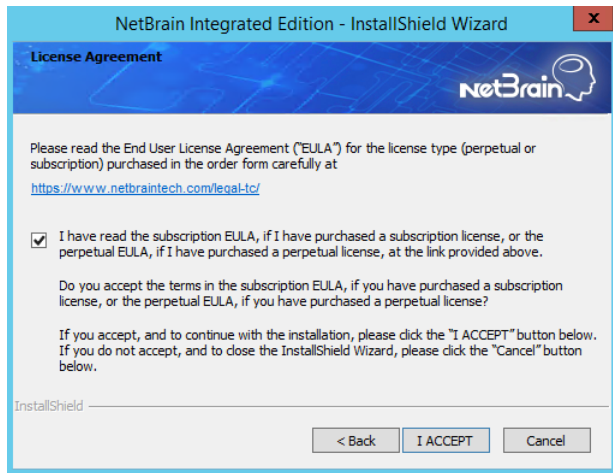 NetBrain Integrated Edition - InstallShield Wizard
x
License Agreement
NetBrain
Please read the End User License Agreement ("EULA") for the license type (perpetual or
subscription) purchased in the order form carefully at
https://www.netbraintech.com/legal-tc/
I have read the subscription EULA, if I have purchased a subscription license, or the
perpetual EULA, if I have purchased a perpetual license, at the link provided above.
Do you accept the terms in the subscription EULA, if you have purchased a subscription
license, or the perpetual EULA, if you have purchased a perpetual license?
If you accept, and to continue with the installation, please click the "I ACCEPT" button below.
If you do not accept, and to close the InstallShield Wizard, please click the "Cancel" button
below.
InstallShield
< Back I ACCEPT Cancel